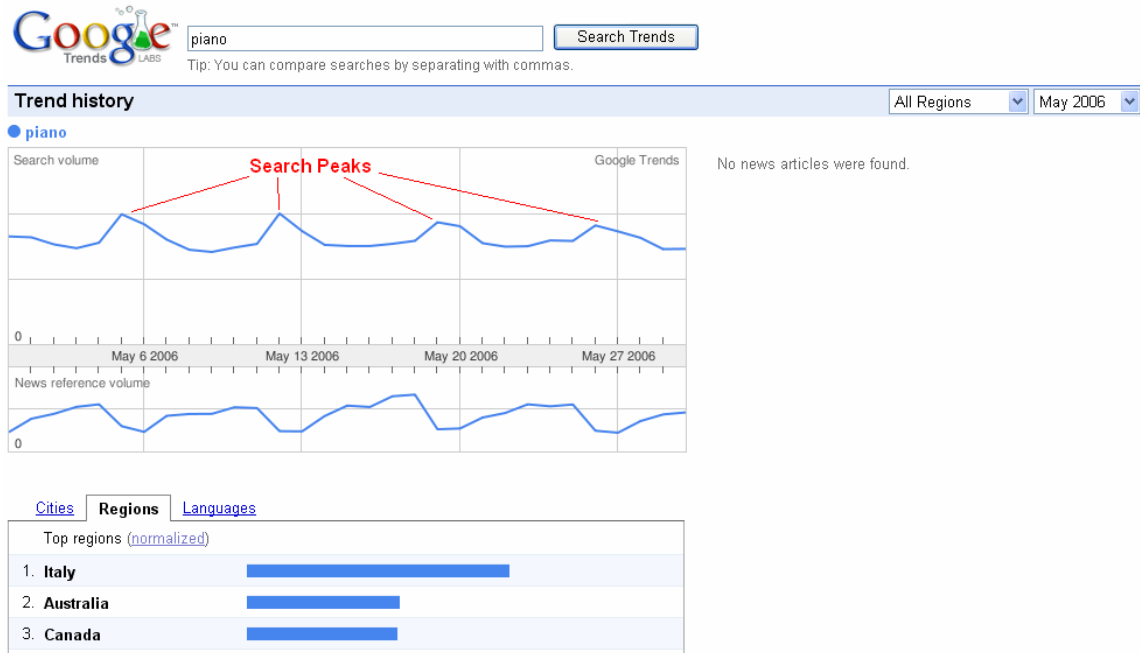 Google™
Trends LABS
piano
Search Trends
Tip: You can compare searches by separating with commas.
Trend history
All Regions
May 2006
piano
Search volume
Search Peaks
Google Trends
No news articles were found.
0
May 6 2006 May 13 2006 May 20 2006 May 27 2006
News reference volume
0
Cities Regions Languages
Top regions (normalized)
1. Italy
2. Australia
3. Canada